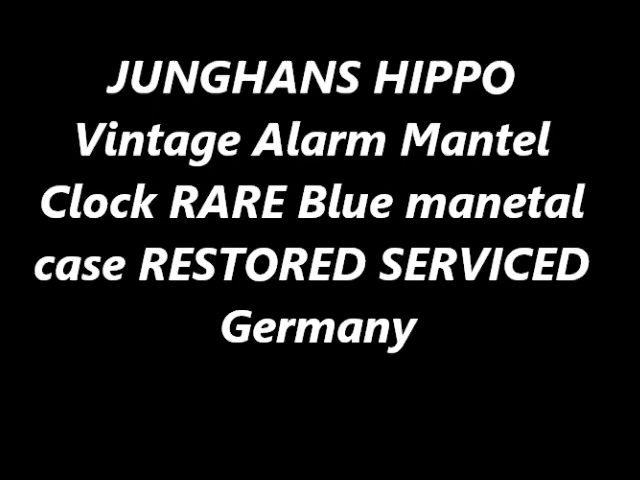 JUNGHANS HIPPO
Vintage Alarm Mantel
Clock RARE Blue manetal
case RESTORED SERVICED
Germany